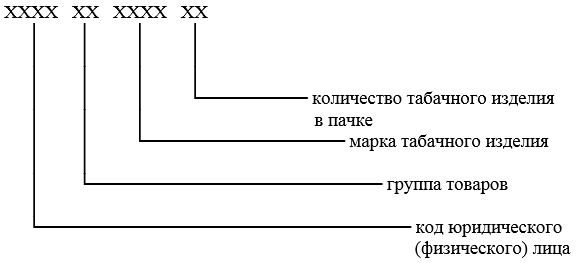 XXXX XX XXXX XX
количество табачного изделия
в пачке
марка табачного изделия
группа товаров
код юридического
(физического) лица